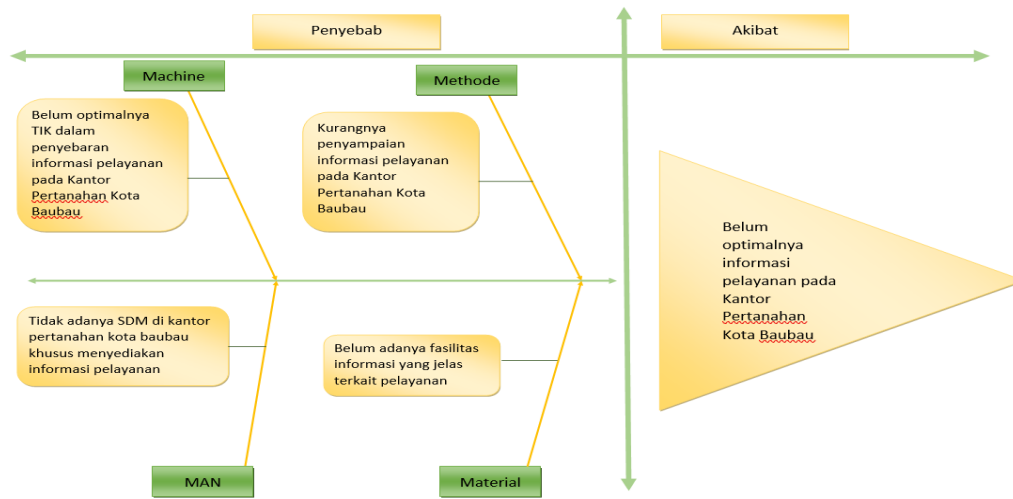 Penyebab
Akibat
Machine
Methode
Belum optimalnya
TIK dalam
penyebaran
informasi pelayanan
pada Kantor
Pertanahan Kota
Baubau
Kurangnya
penyampaian
informasi pelayanan
pada Kantor
Pertanahan Kota
Baubau
Belum
optimalnya
informasi
pelayanan pada
Kantor
Pertanahan
Kota Baubau
Tidak adanya SDM di kantor
pertanahan kota baubau
khusus menyediakan
informasi pelayanan
Belum adanya fasilitas
informasi yang jelas
terkait pelayanan
MAN
Material